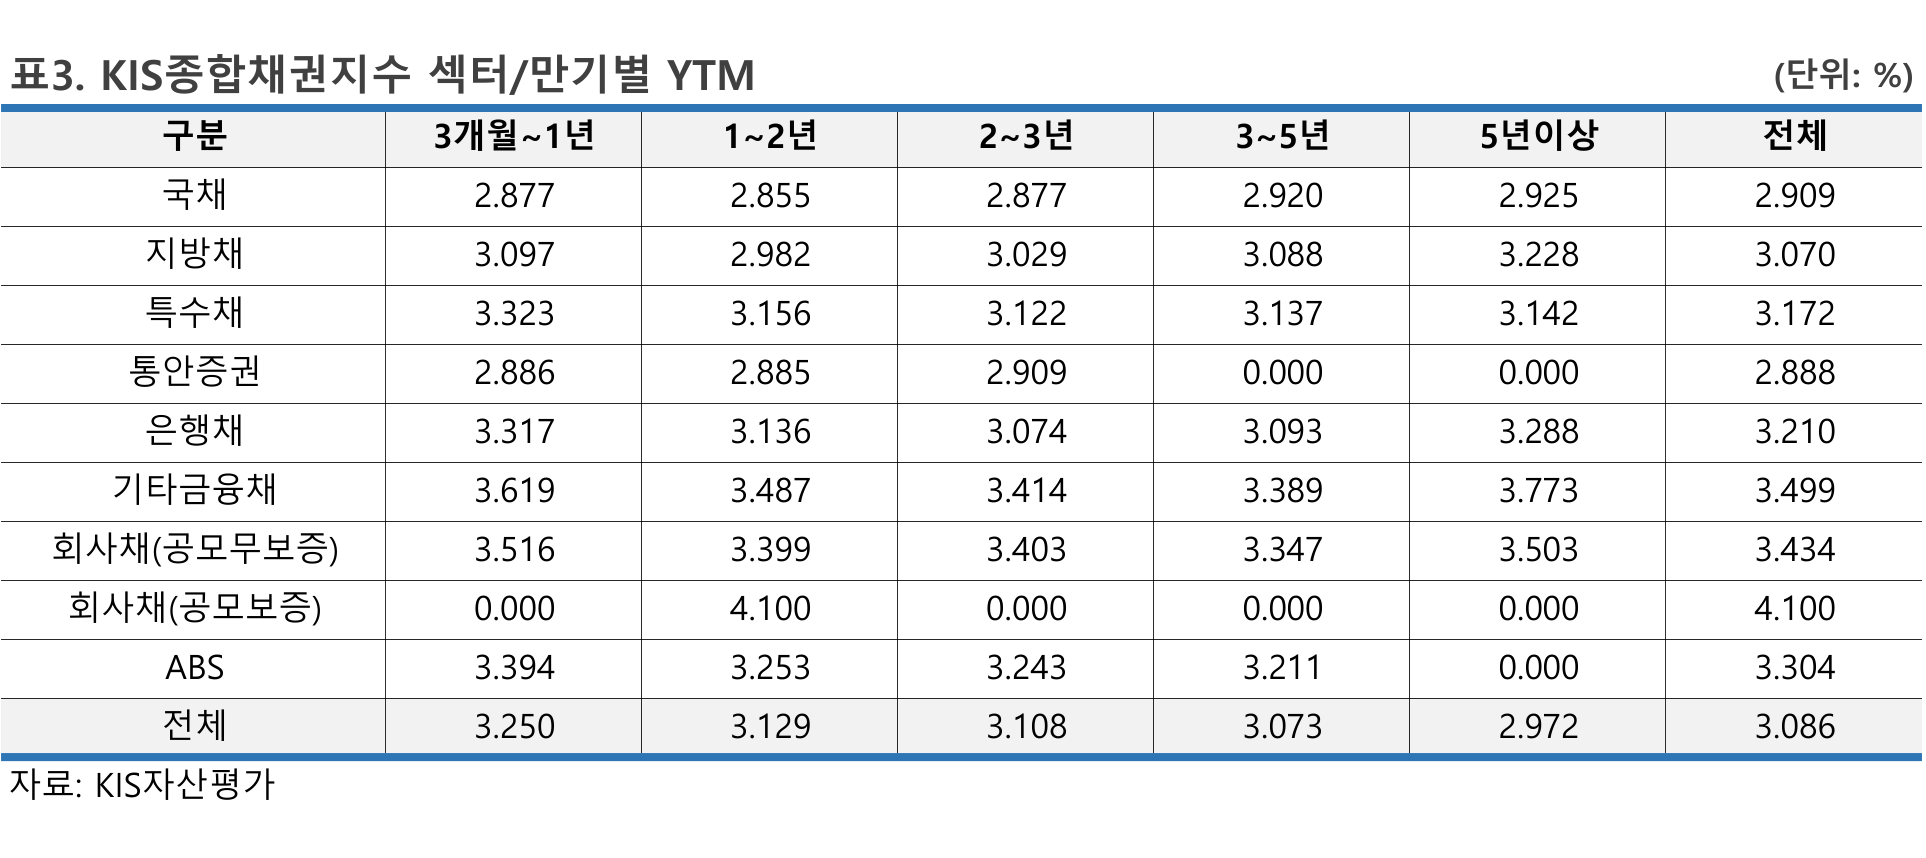 표3. KIS종합채권지수 섹터/만기별 YTM (단위: %)
구분 3개월~1년 1~2년 2~3년 3~5년 5년이상 전체
국채 2.877 2.855 2.877 2.920 2.925 2.909
지방채 3.097 2.982 3.029 3.088 3.228 3.070
특수채 3.323 3.156 3.122 3.137 3.142 3.172
통안증권 2.886 2.885 2.909 0.000 0.000 2.888
은행채 3.317 3.136 3.074 3.093 3.288 3.210
기타금융채 3.619 3.487 3.414 3.389 3.773 3.499
회사채(공모무보증) 3.516 3.399 3.403 3.347 3.503 3.434
회사채(공모보증) 0.000 4.100 0.000 0.000 0.000 4.100
ABS 3.394 3.253 3.243 3.211 0.000 3.304
전체 3.250 3.129 3.108 3.073 2.972 3.086
자료: KIS자산평가